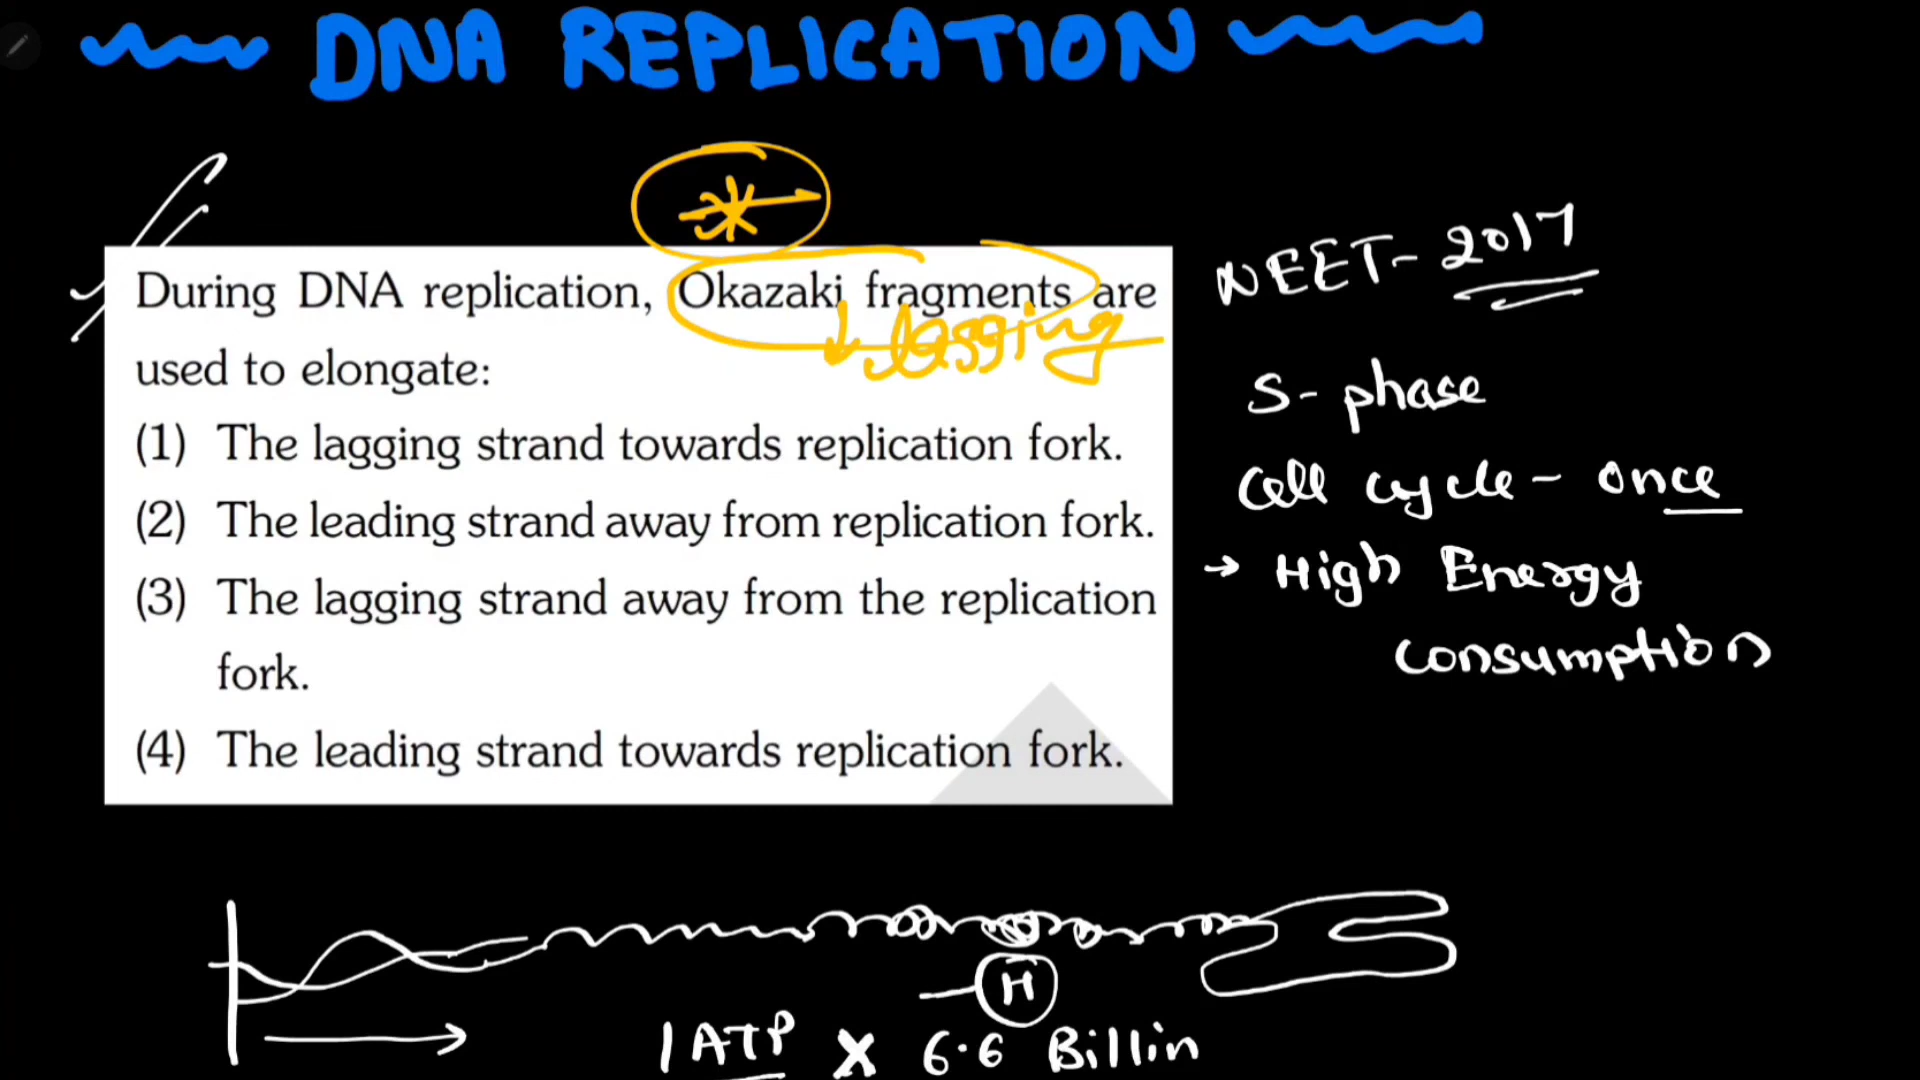 DNA REPLICATION
During DNA replication, Okazaki fragments are
lagging
used to elongate:
(1) The lagging strand towards replication fork.
(2) The leading strand away from replication fork.
(3) The lagging strand away from the replication
fork.
(4) The leading strand towards replication fork.
NEET- 2017
S- phase
Cell cycle - once
→ High Energy
consumption
H
1 ATP X 6.6 Billin